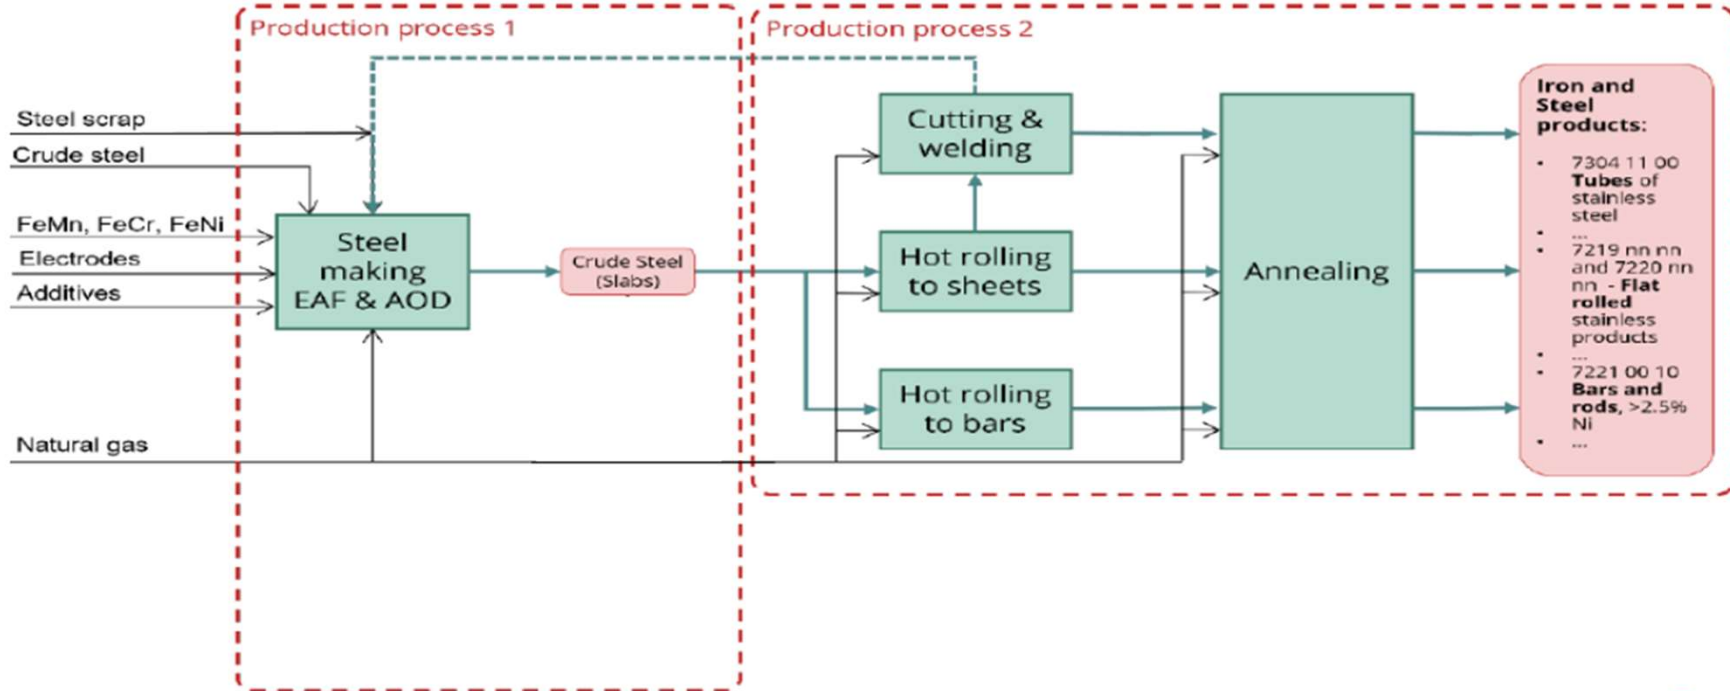 Production process 1
Production process 2
Steel scrap
Crude steel
FeMn, FeCr, FeNi
Electrodes
Additives
Natural gas
Steel
making
EAF & AOD
Crude Steel
(Slabs)
Cutting &
welding
Hot rolling
to sheets
Hot rolling
to bars
Annealing
Iron and
Steel
products:
• 7304 11 00
Tubes of
stainless
steel
• ...
• 7219 nn nn
and 7220 nn
nn - Flat
rolled
stainless
products
• ...
• 7221 00 10
Bars and
rods, >2.5%
Ni
• ...